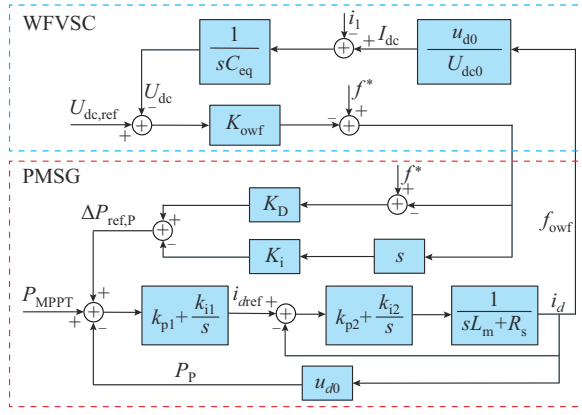 WFVSC
1
sC_eq
i_1
I_dc
u_d0
U_dc0
U_dc
U_dc,ref
K_owf
f*
PMSG
f*
K_D
ΔP_ref,P
K_i
s
f_owf
P_MPPT
k_p1+ k_i1/s
i_dref
k_p2+ k_i2/s
1
sL_m+R_s
i_d
P_P
u_d0